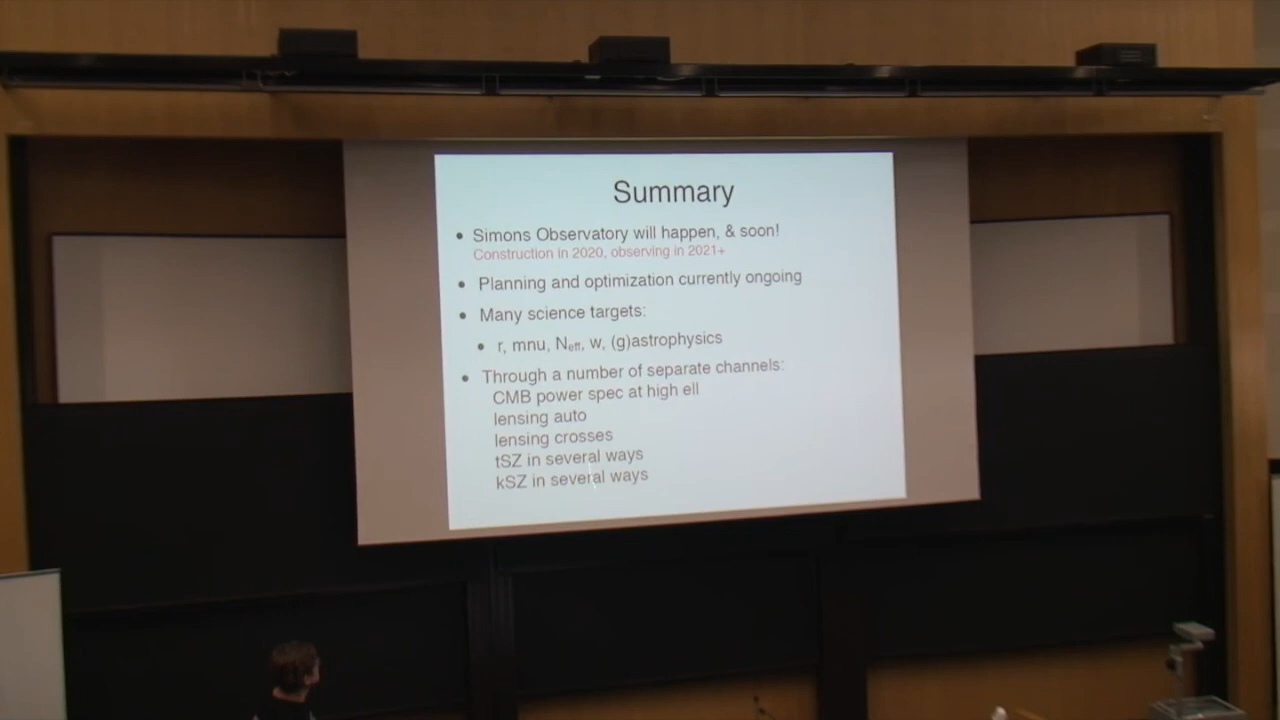 Summary
• Simons Observatory will happen, & soon!
Construction in 2020, observing in 2021+
• Planning and optimization currently ongoing
• Many science targets:
• r, mnu, Neff, w, (g)astrophysics
• Through a number of separate channels:
CMB power spec at high ell
lensing auto
lensing crosses
tSZ in several ways
kSZ in several ways